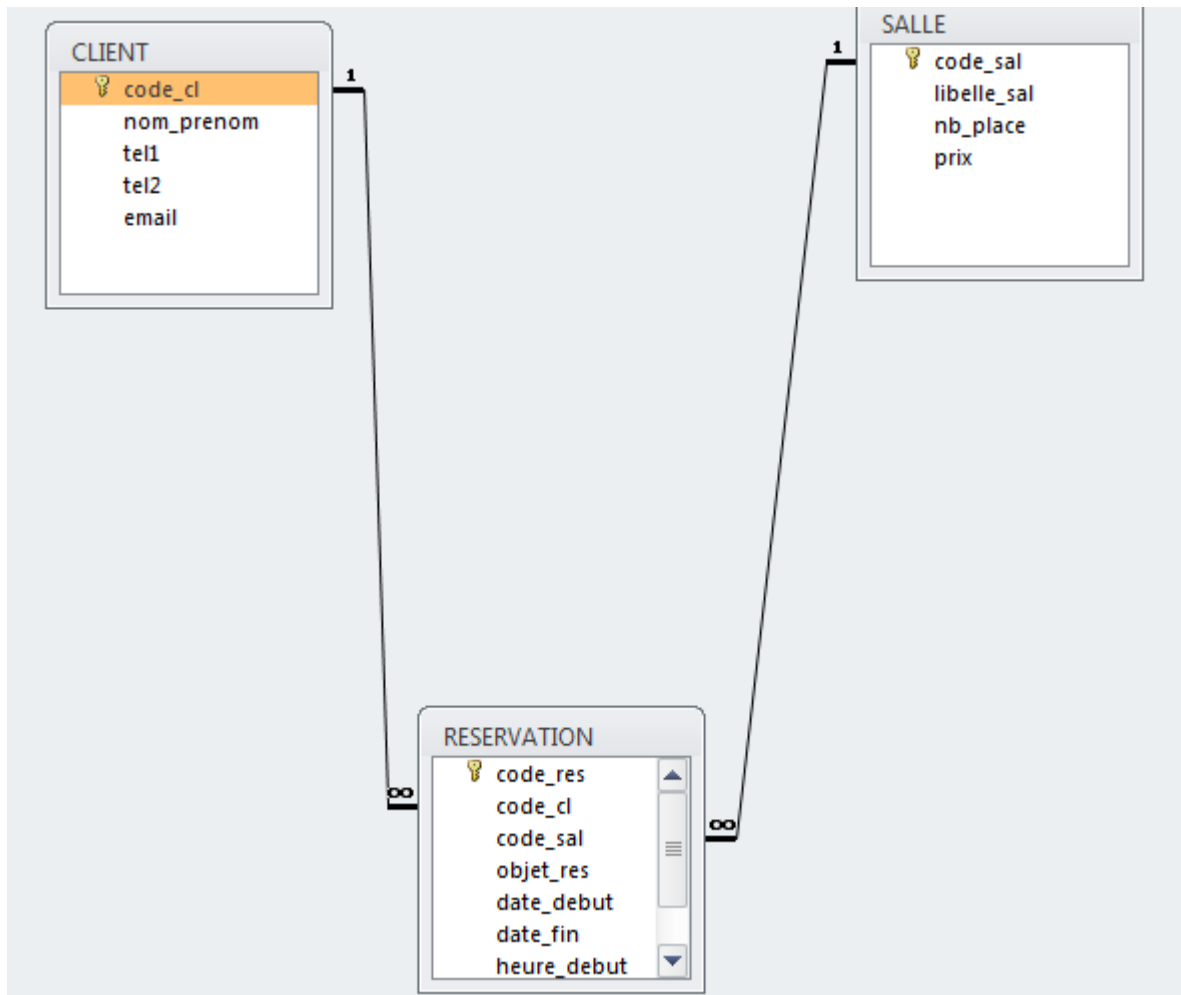 CLIENT
code_cl
nom_prenom
tel1
tel2
email
1
SALLE
code_sal
libelle_sal
nb_place
prix
1
RESERVATION
code_res
code_cl
code_sal
objet_res
date_debut
date_fin
heure_debut
∞
∞